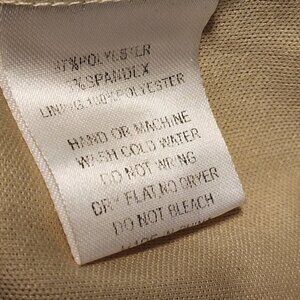 %POLYESTER
%SPANDEX
LINING:100%POLYESTER
HAND OR MACHINE
WASH COLD WATER
DO NOT WRING
DRY FLAT,NO DRYER
DO NOT BLEACH